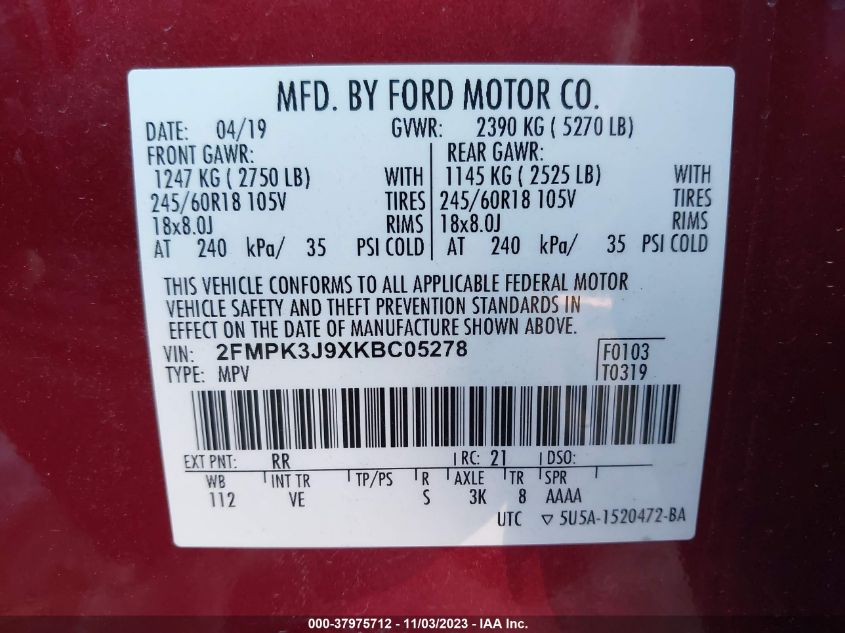 MFD. BY FORD MOTOR CO.
DATE: 04/19 GVWR: 2390 KG ( 5270 LB)
FRONT GAWR: REAR GAWR:
1247 KG ( 2750 LB) WITH 1145 KG ( 2525 LB) WITH
245/60R18 105V TIRES 245/60R18 105V TIRES
18x8.0J RIMS 18x8.0J RIMS
AT 240 kPa/ 35 PSI COLD AT 240 kPa/ 35 PSI COLD
THIS VEHICLE CONFORMS TO ALL APPLICABLE FEDERAL MOTOR
VEHICLE SAFETY AND THEFT PREVENTION STANDARDS IN
EFFECT ON THE DATE OF MANUFACTURE SHOWN ABOVE.
VIN: 2FMPK3J9XKBC05278 F0103
TYPE: MPV T0319
EXT PNT: RR RC: 21 DSO:
WB INT TR TP/PS R AXLE TR SPR
112 VE S 3K 8 AAAA
UTC ▽ 5U5A-1520472-BA
000-37975712 - 11/03/2023 - IAA Inc.